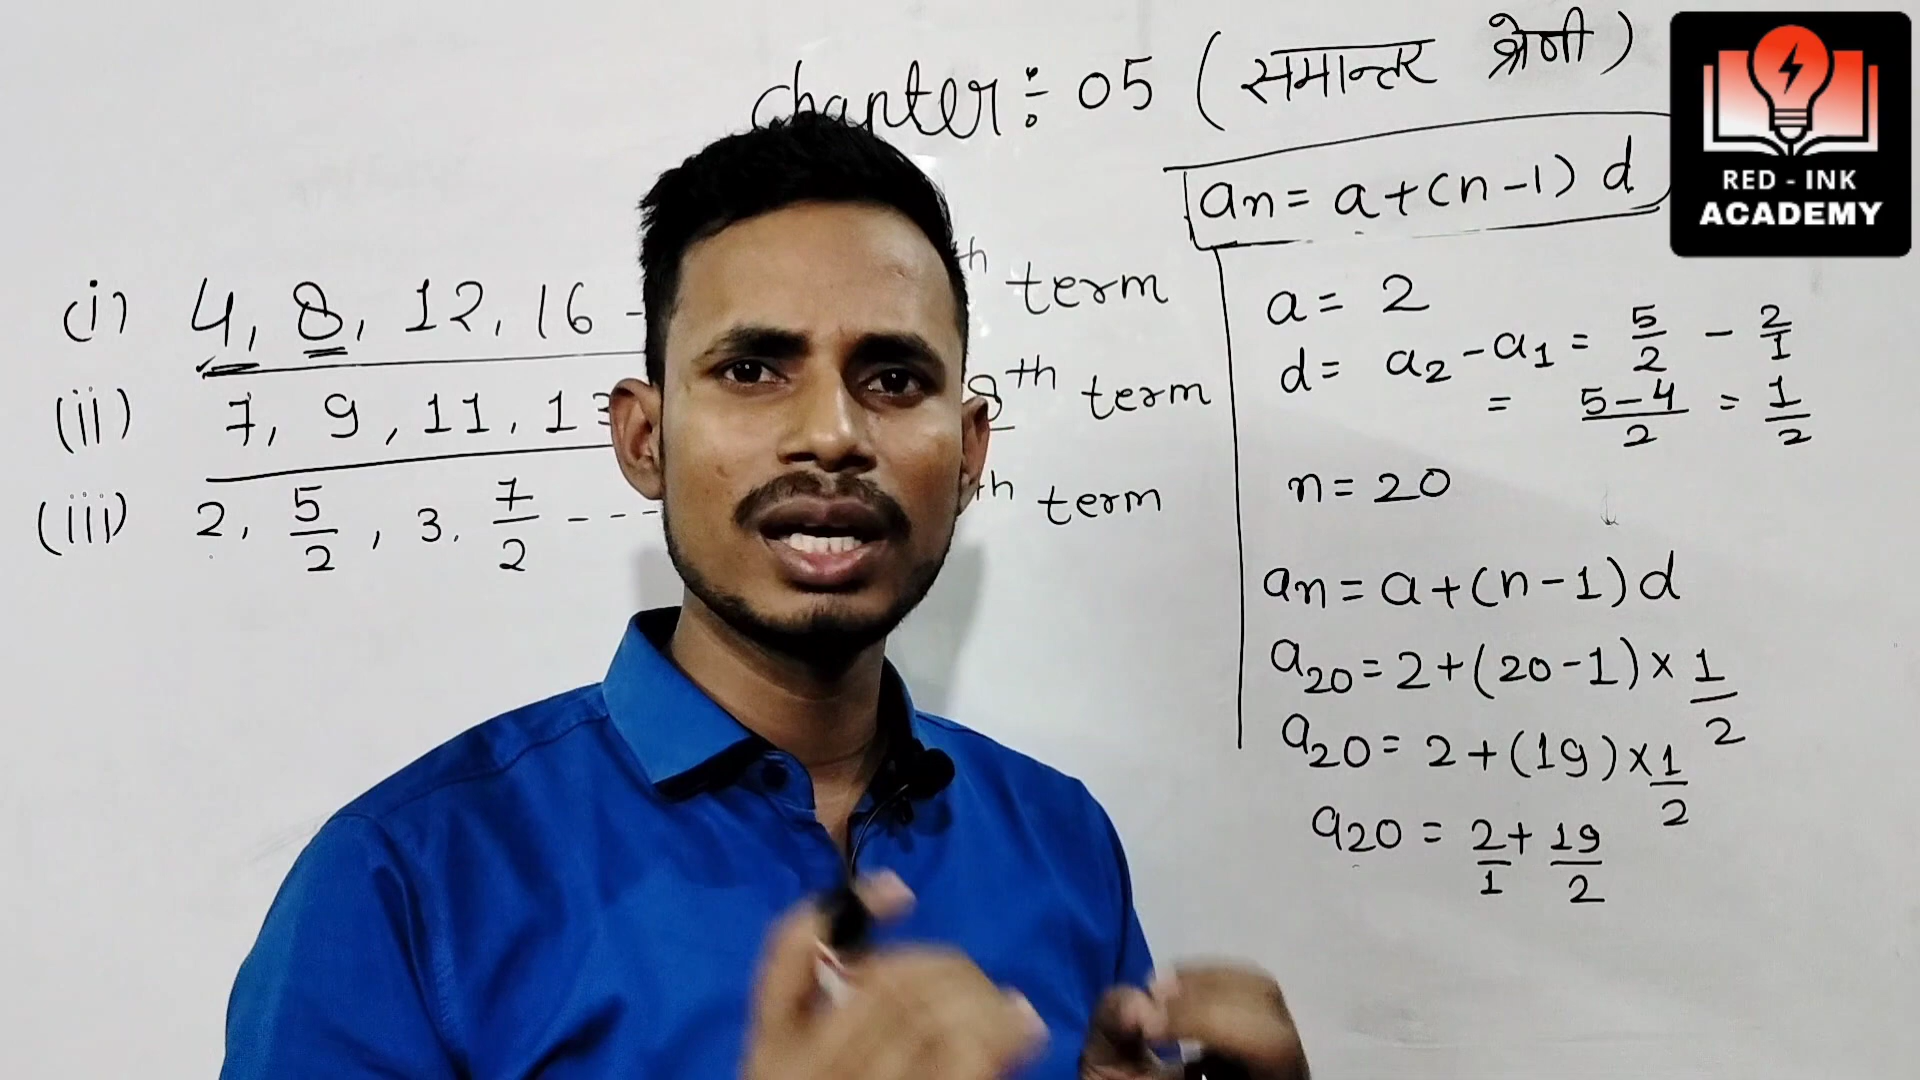 Chapter :- 05 (समान्तर श्रेणी)
RED - INK
ACADEMY
an = a + (n - 1) d
(i) 4, 8, 12, 16 - th term
(ii) 7, 9, 11, 13 8th term
(iii) 2, 5/2, 3, 7/2 ---- th term
a = 2
d = a2 - a1 = 5/2 - 2/1
= 5-4/2 = 1/2
n = 20
an = a + (n - 1) d
a20 = 2 + (20 - 1) × 1/2
a20 = 2 + (19) × 1/2
a20 = 2/1 + 19/2